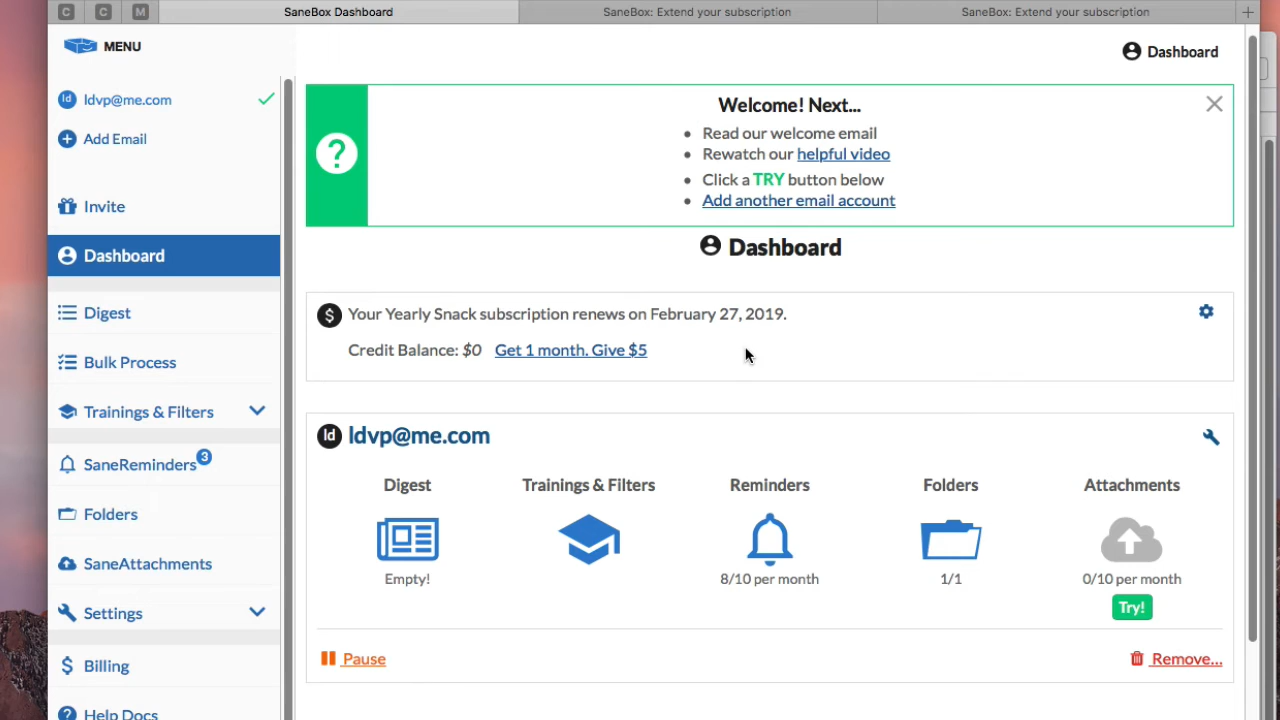 C
C
M
SaneBox Dashboard
SaneBox: Extend your subscription
SaneBox: Extend your subscription
+
MENU
Dashboard
ld ldvp@me.com
Add Email
Invite
Dashboard
Digest
Bulk Process
Trainings & Filters
SaneReminders 3
Folders
SaneAttachments
Settings
$ Billing
? Help Docs
?
Welcome! Next...
• Read our welcome email
• Rewatch our helpful video
• Click a TRY button below
• Add another email account
Dashboard
$ Your Yearly Snack subscription renews on February 27, 2019.
Credit Balance: $0 Get 1 month. Give $5
ld ldvp@me.com
Digest
Trainings & Filters
Reminders
Folders
Attachments
Empty!
8/10 per month
1/1
0/10 per month
Try!
Pause
Remove...